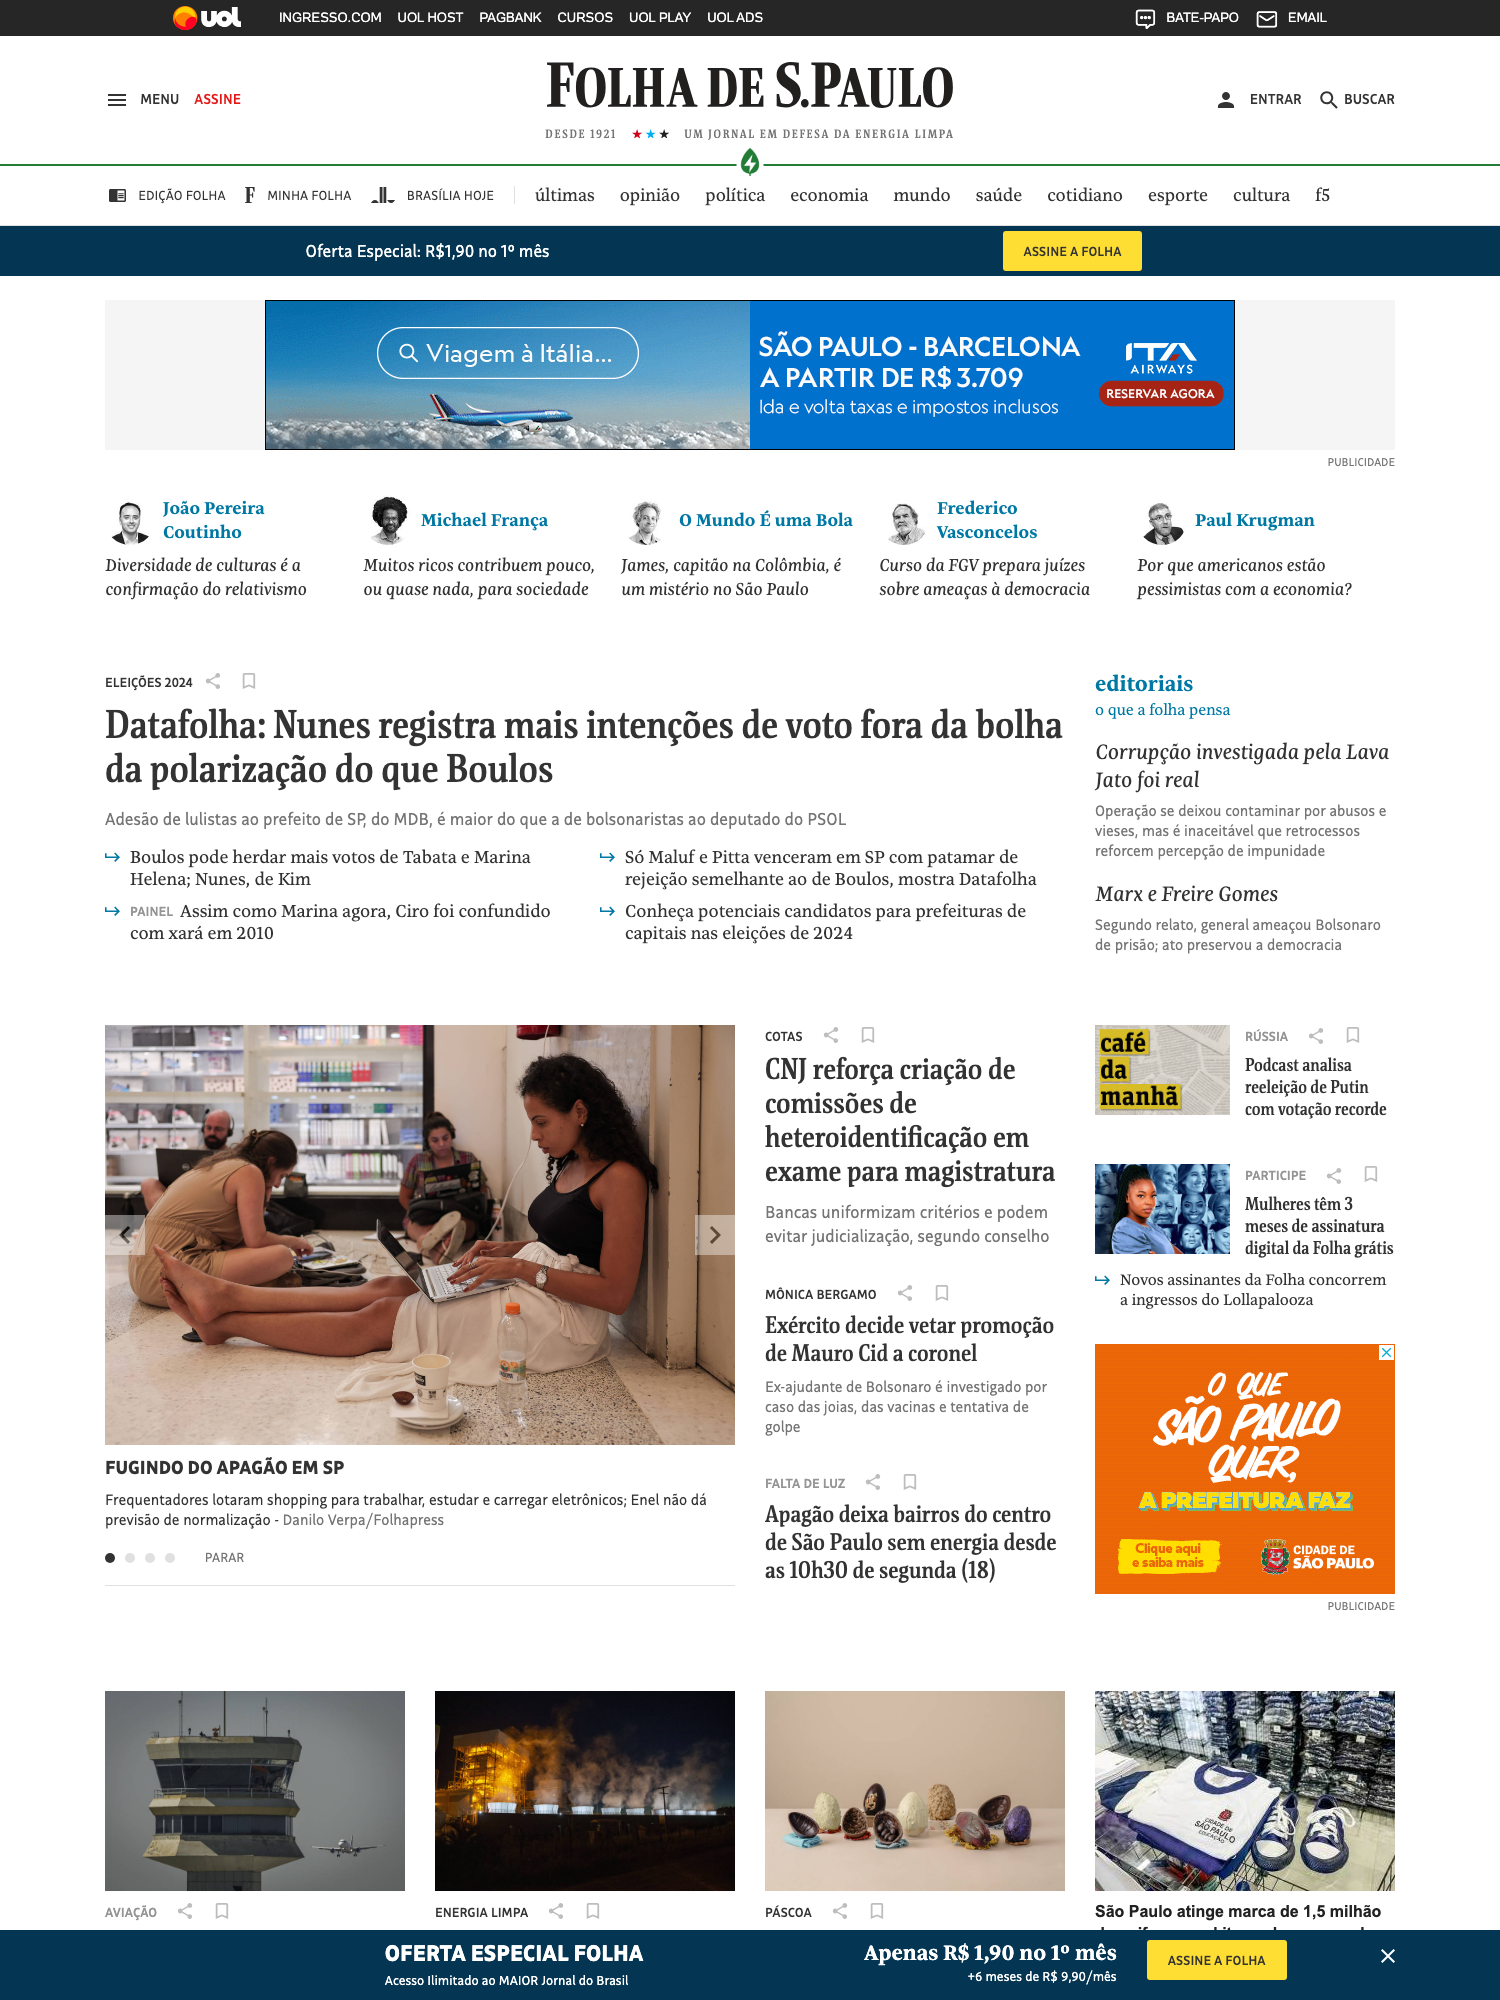 uol INGRESSO.COM UOL HOST PAGBANK CURSOS UOL PLAY UOL ADS BATE-PAPO EMAIL
MENU ASSINE
FOLHA DE S.PAULO
DESDE 1921 ★★★ UM JORNAL EM DEFESA DA ENERGIA LIMPA
ENTRAR BUSCAR
EDIÇÃO FOLHA F MINHA FOLHA BRASÍLIA HOJE últimas opinião política economia mundo saúde cotidiano esporte cultura f5
Oferta Especial: R$1,90 no 1º mês ASSINE A FOLHA
Viagem à Itália...
SÃO PAULO - BARCELONA
A PARTIR DE R$ 3.709
Ida e volta taxas e impostos inclusos
ITA
AIRWAYS
RESERVAR AGORA
PUBLICIDADE
João Pereira
Coutinho
Diversidade de culturas é a
confirmação do relativismo
Michael França
Muitos ricos contribuem pouco,
ou quase nada, para sociedade
O Mundo É uma Bola
James, capitão na Colômbia, é
um mistério no São Paulo
Frederico
Vasconcelos
Curso da FGV prepara juízes
sobre ameaças à democracia
Paul Krugman
Por que americanos estão
pessimistas com a economia?
ELEIÇÕES 2024
Datafolha: Nunes registra mais intenções de voto fora da bolha
da polarização do que Boulos
Adesão de lulistas ao prefeito de SP, do MDB, é maior do que a de bolsonaristas ao deputado do PSOL
Boulos pode herdar mais votos de Tabata e Marina
Helena; Nunes, de Kim
PAINEL Assim como Marina agora, Ciro foi confundido
com xará em 2010
Só Maluf e Pitta venceram em SP com patamar de
rejeição semelhante ao de Boulos, mostra Datafolha
Conheça potenciais candidatos para prefeituras de
capitais nas eleições de 2024
editoriais
o que a folha pensa
Corrupção investigada pela Lava
Jato foi real
Operação se deixou contaminar por abusos e
vieses, mas é inaceitável que retrocessos
reforcem percepção de impunidade
Marx e Freire Gomes
Segundo relato, general ameaçou Bolsonaro
de prisão; ato preservou a democracia
FUGINDO DO APAGÃO EM SP
Frequentadores lotaram shopping para trabalhar, estudar e carregar eletrônicos; Enel não dá
previsão de normalização - Danilo Verpa/Folhapress
PARAR
COTAS
CNJ reforça criação de
comissões de
heteroidentificação em
exame para magistratura
Bancas uniformizam critérios e podem
evitar judicialização, segundo conselho
MÔNICA BERGAMO
Exército decide vetar promoção
de Mauro Cid a coronel
Ex-ajudante de Bolsonaro é investigado por
caso das joias, das vacinas e tentativa de
golpe
FALTA DE LUZ
Apagão deixa bairros do centro
de São Paulo sem energia desde
as 10h30 de segunda (18)
café
da
manhã
RÚSSIA
Podcast analisa
reeleição de Putin
com votação recorde
PARTICIPE
Mulheres têm 3
meses de assinatura
digital da Folha grátis
Novos assinantes da Folha concorrem
a ingressos do Lollapalooza
O QUE
SÃO PAULO
QUER,
A PREFEITURA FAZ
Clique aqui
e saiba mais
CIDADE DE
SÃO PAULO
PUBLICIDADE
AVIAÇÃO
ENERGIA LIMPA
PÁSCOA
CIDADE DE
SÃO PAULO
EDUCAÇÃO
São Paulo atinge marca de 1,5 milhão
OFERTA ESPECIAL FOLHA
Acesso Ilimitado ao MAIOR Jornal do Brasil
Apenas R$ 1,90 no 1º mês
+6 meses de R$ 9,90/mês
ASSINE A FOLHA